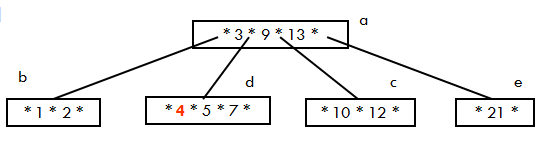 a
* 3 * 9 * 13 *
b
d
c
e
* 1 * 2 *
* 4 * 5 * 7 *
* 10 * 12 *
* 21 *